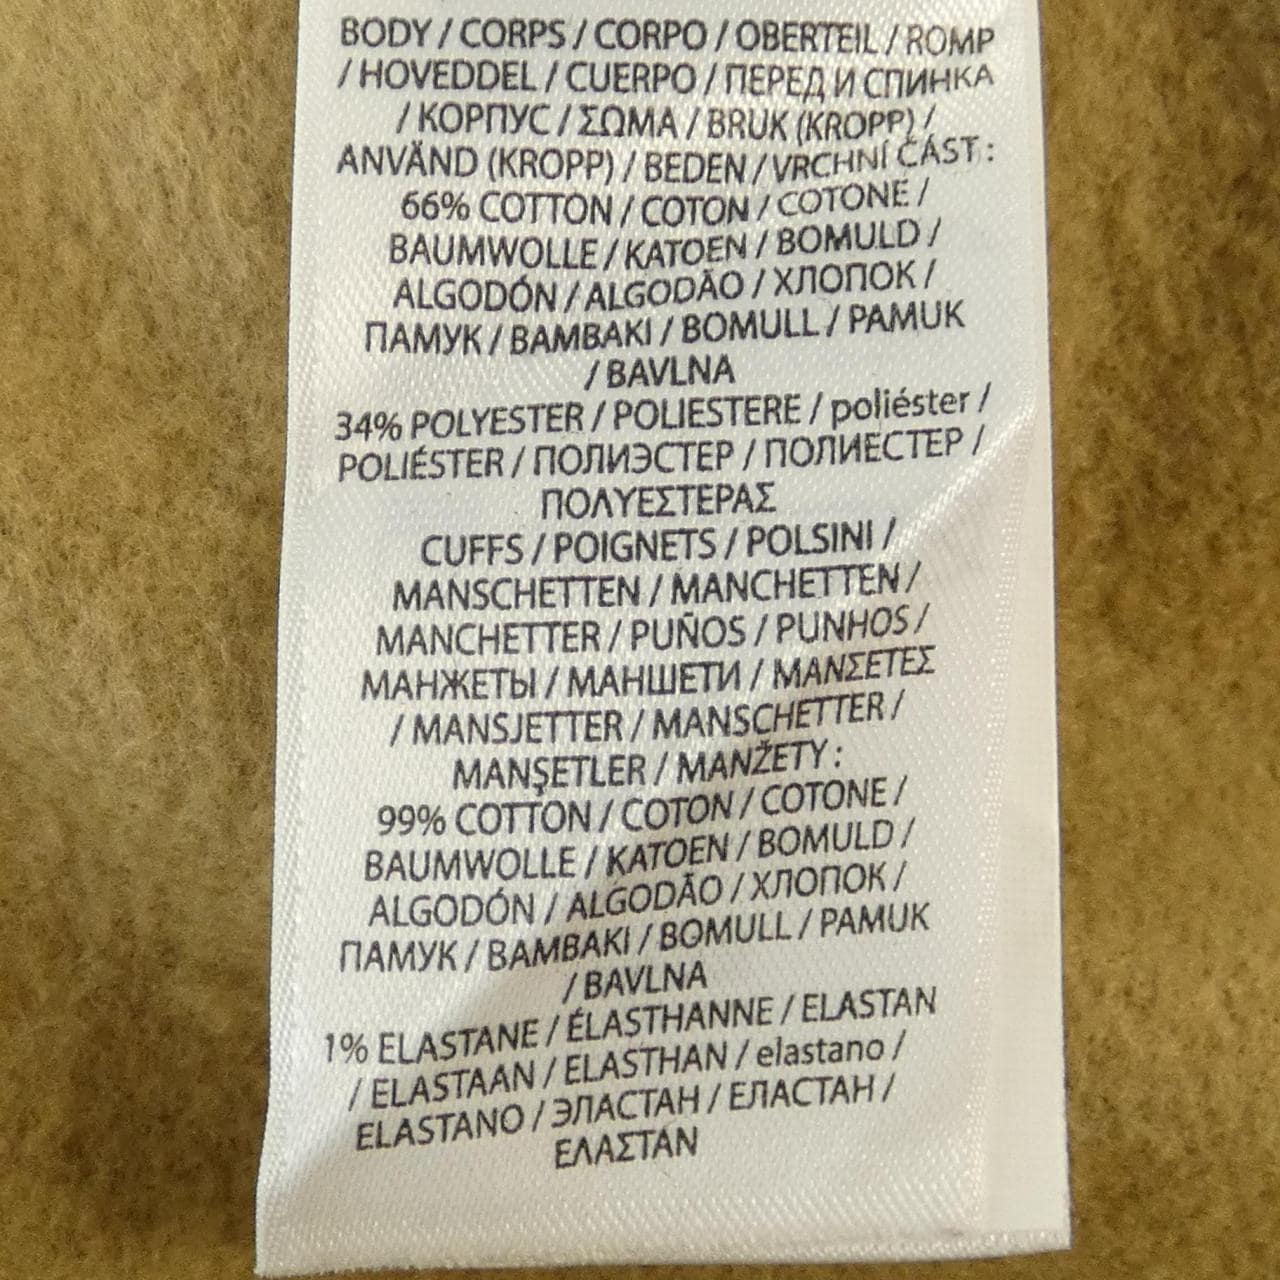 BODY / CORPS / CORPO / OBERTEIL / ROMP
/ HOVEDDEL / CUERPO / ПЕРЕД И СПИНКА
/ КОРПУС / ΣΩΜΑ / BRUK (KROPP) /
ANVÄND (KROPP) / BEDEN / VRCHNÍ ČÁST :
66% COTTON / COTON / COTONE /
BAUMWOLLE / KATOEN / BOMULD /
ALGODÓN / ALGODÃO / ХЛОПОК /
ПАМУК / BAMBAKI / BOMULL / PAMUK
/ BAVLNA
34% POLYESTER / POLIESTERE / poliéster /
POLIÉSTER / ПОЛИЭСТЕР / ПОЛИЕСТЕР /
ΠΟΛΥΕΣΤΕΡΑΣ
CUFFS / POIGNETS / POLSINI /
MANSCHETTEN / MANCHETTEN /
MANCHETTER / PUÑOS / PUNHOS /
МАНЖЕТЫ / МАНШЕТИ / ΜΑΝΣΕΤΕΣ
/ MANSJETTER / MANSCHETTER /
MANŞETLER / MANŽETY :
99% COTTON / COTON / COTONE /
BAUMWOLLE / KATOEN / BOMULD /
ALGODÓN / ALGODÃO / ХЛОПОК /
ПАМУК / BAMBAKI / BOMULL / PAMUK
/ BAVLNA
1% ELASTANE / ÉLASTHANNE / ELASTAN
/ ELASTAAN / ELASTHAN / elastano /
ELASTANO / ЭЛАСТАН / ЕЛАСТАН /
ΕΛΑΣΤΑΝ